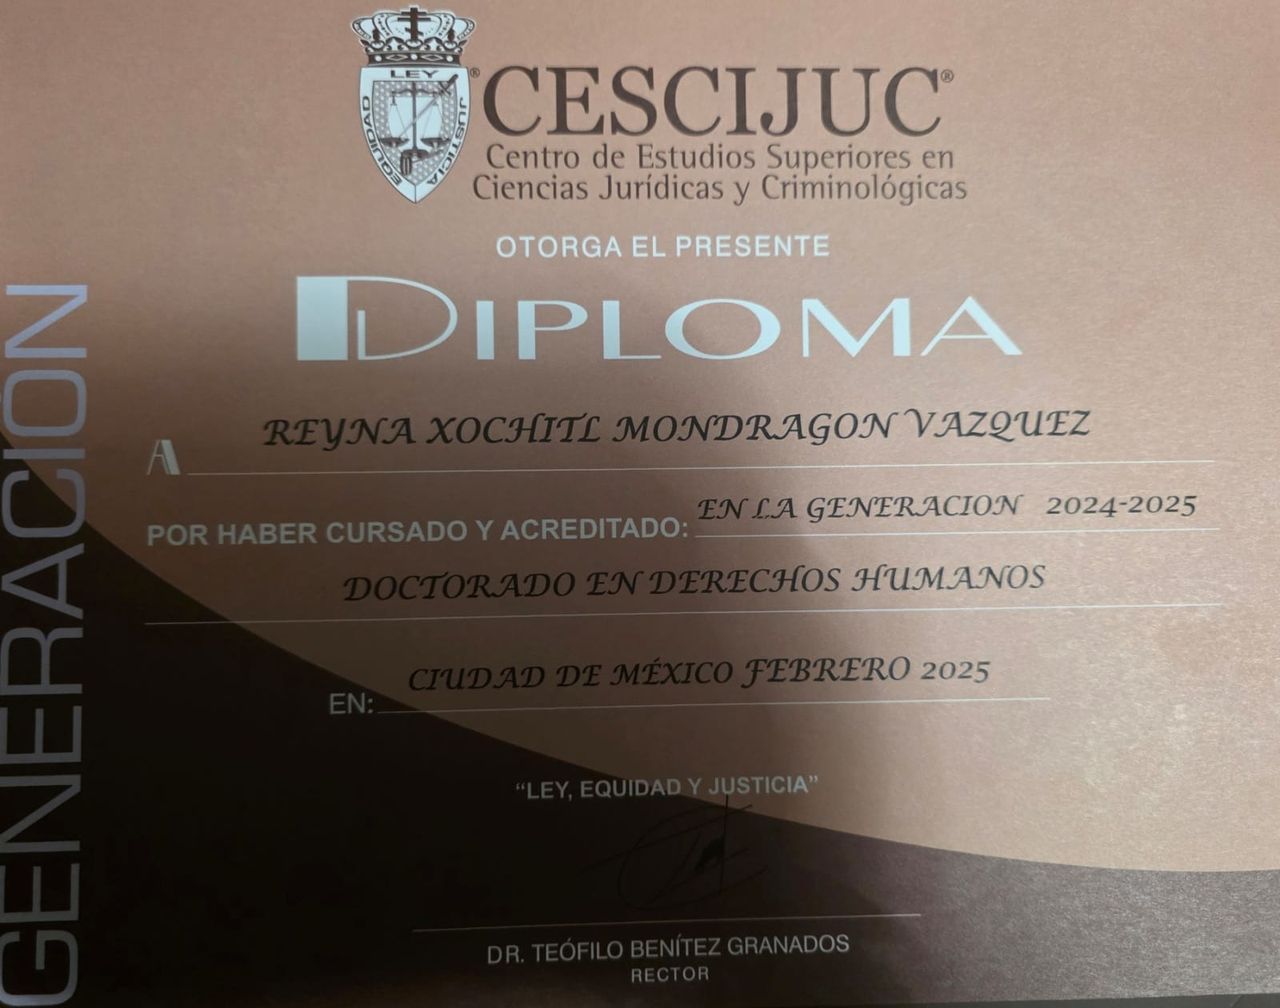 GENERACIÓN
LEY
EQUIDAD
JUSTICIA
®
CESCIJUC®
Centro de Estudios Superiores en
Ciencias Jurídicas y Criminológicas
OTORGA EL PRESENTE
DIPLOMA
A REYNA XOCHITL MONDRAGON VAZQUEZ
POR HABER CURSADO Y ACREDITADO: EN LA GENERACION 2024-2025
DOCTORADO EN DERECHOS HUMANOS
EN: CIUDAD DE MÉXICO FEBRERO 2025
“LEY, EQUIDAD Y JUSTICIA”
DR. TEÓFILO BENÍTEZ GRANADOS
RECTOR